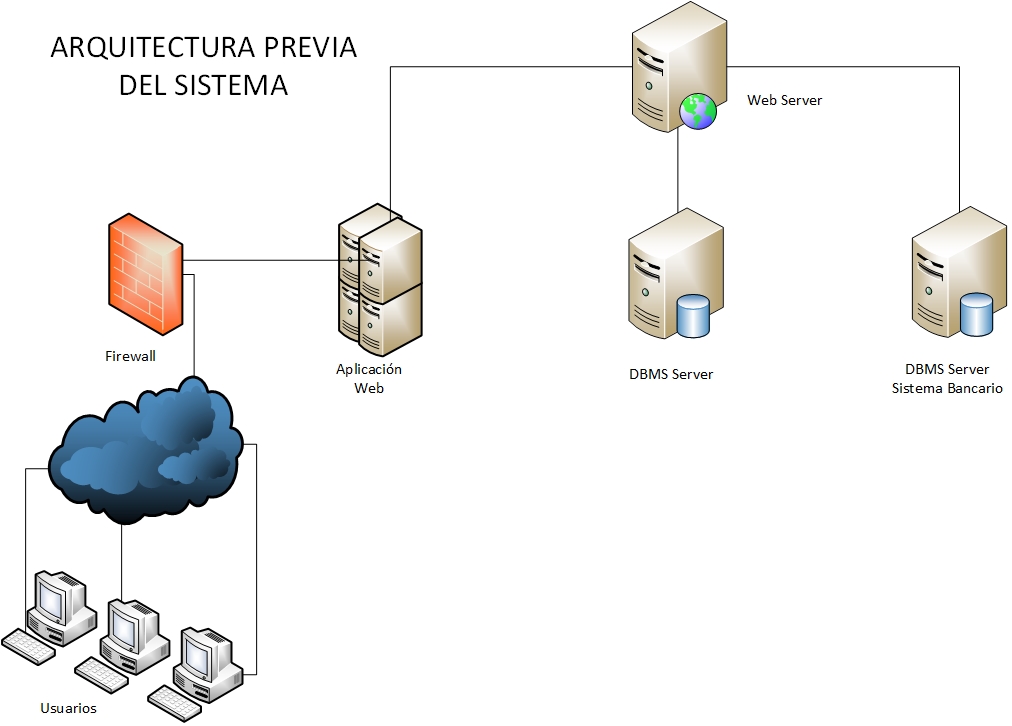 ARQUITECTURA PREVIA
DEL SISTEMA
Web Server
Firewall
Aplicación
Web
DBMS Server
DBMS Server
Sistema Bancario
Usuarios